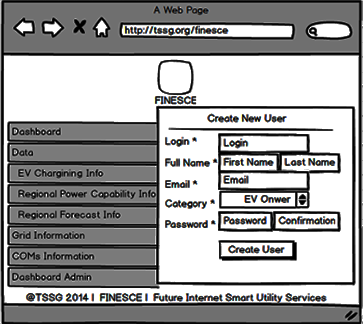 A Web Page
http://tssg.org/finesce
FINESCE
Create New User
Login * Login
Full Name * First Name Last Name
Email * Email
Category * EV Onwer
Password * Password Confirmation
Create User
Dashboard
Data
EV Chargining Info
Regional Power Capability Info
Regional Forecast Info
Grid Information
COMs Information
Dashboard Admin
@TSSG 2014 | FINESCE | Future Internet Smart Utility Services